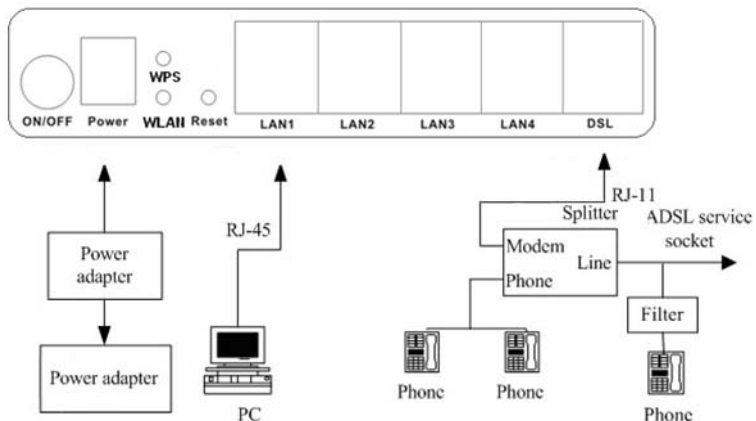 WPS
ON/OFF Power WLAN Reset LAN1 LAN2 LAN3 LAN4 DSL
RJ-45
RJ-11
Splitter
ADSL service
socket
Modem
Line
Phone
Power
adapter
Filter
Power adapter
PC
Phone
Phone
Phone